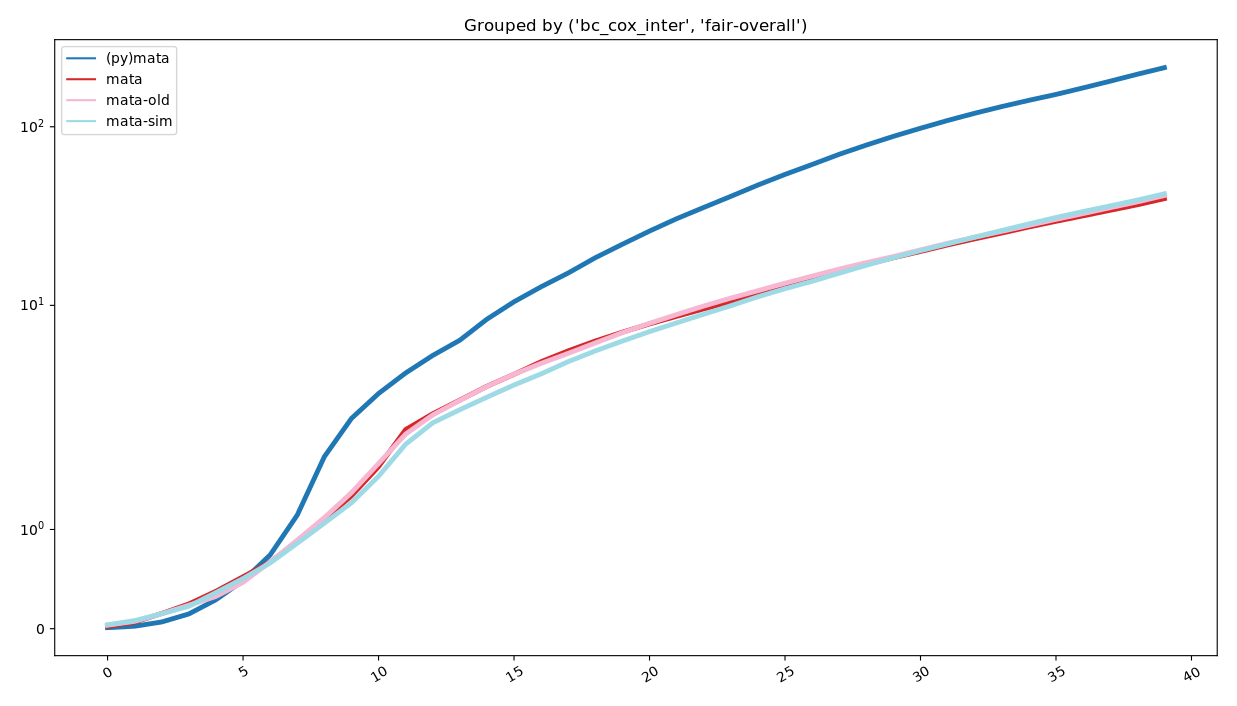 Grouped by ('bc_cox_inter', 'fair-overall')
(py)mata
mata
mata-old
mata-sim
10²
10¹
10⁰
0
0 5 10 15 20 25 30 35 40